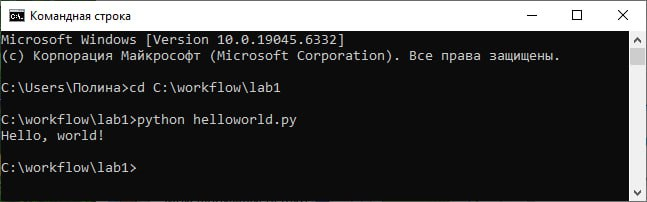 Командная строка
Microsoft Windows [Version 10.0.19045.6332]
(c) Корпорация Майкрософт (Microsoft Corporation). Все права защищены.
C:\Users\Полина>cd C:\workflow\lab1
C:\workflow\lab1>python helloworld.py
Hello, world!
C:\workflow\lab1>